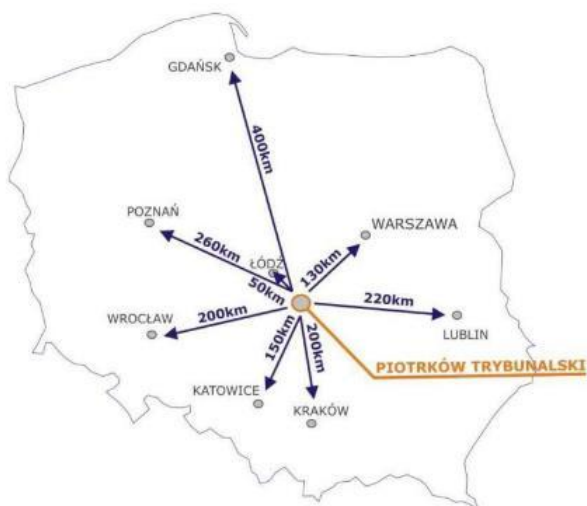 GDAŃSK
400km
POZNAŃ
WARSZAWA
260km
ŁÓDŹ
130km
50km
WROCŁAW
200km
220km
LUBLIN
150km
200km
PIOTRKÓW TRYBUNALSKI
KATOWICE
KRAKÓW